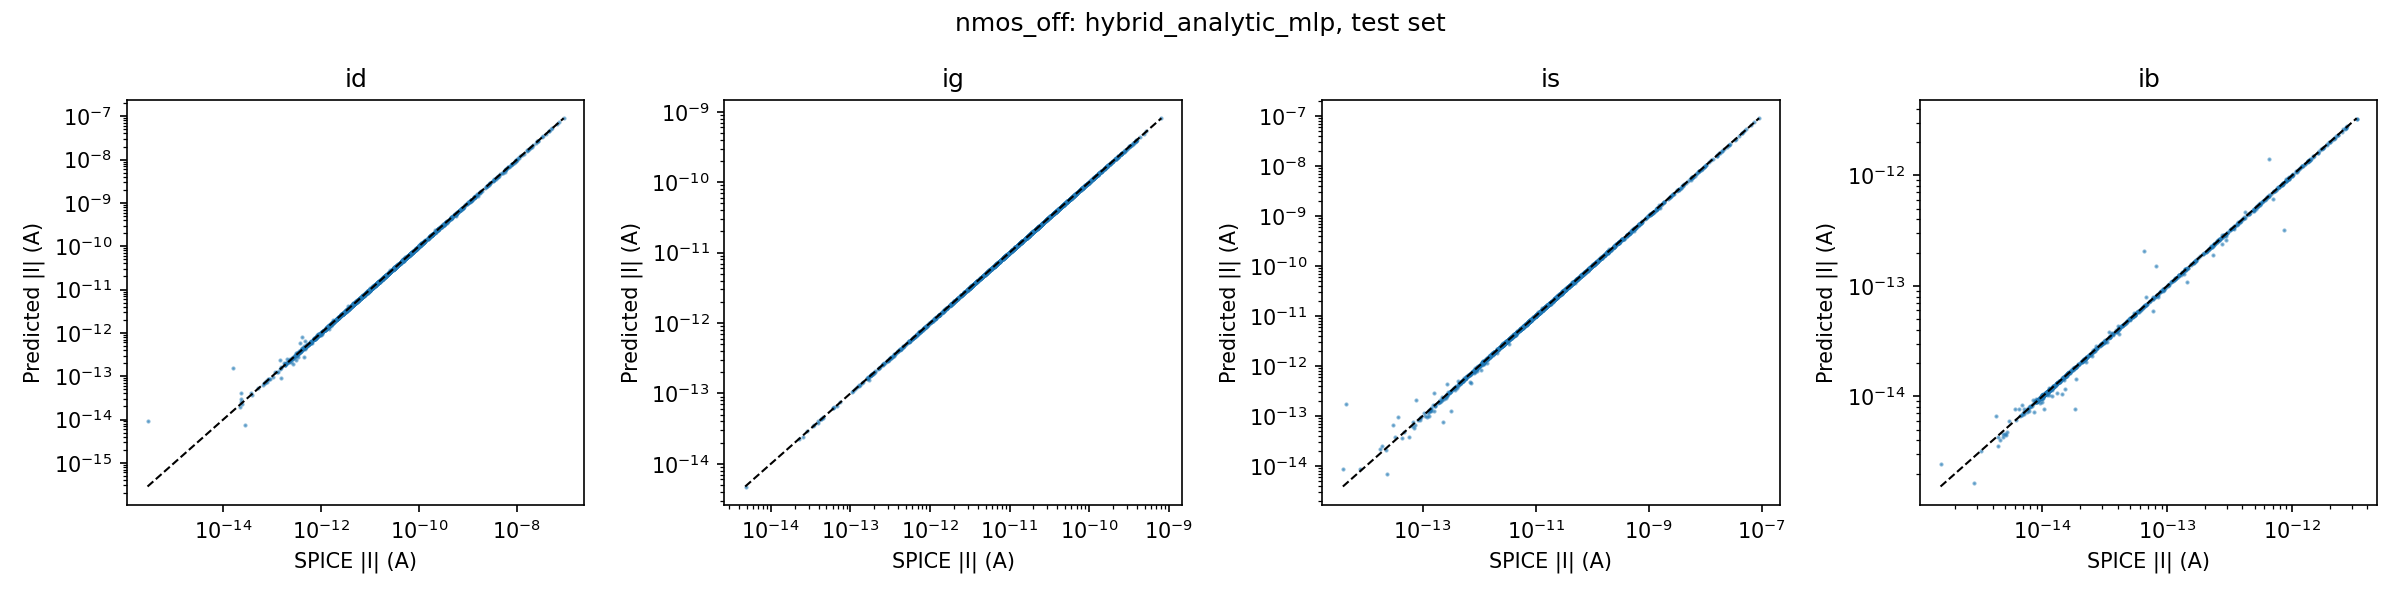 nmos_off: hybrid_analytic_mlp, test set
id
Predicted |I| (A)
10⁻⁷
10⁻⁸
10⁻⁹
10⁻¹⁰
10⁻¹¹
10⁻¹²
10⁻¹³
10⁻¹⁴
10⁻¹⁵
10⁻¹⁴ 10⁻¹² 10⁻¹⁰ 10⁻⁸
SPICE |I| (A)
ig
Predicted |I| (A)
10⁻⁹
10⁻¹⁰
10⁻¹¹
10⁻¹²
10⁻¹³
10⁻¹⁴
10⁻¹⁴ 10⁻¹³ 10⁻¹² 10⁻¹¹ 10⁻¹⁰ 10⁻⁹
SPICE |I| (A)
is
Predicted |I| (A)
10⁻⁷
10⁻⁸
10⁻⁹
10⁻¹⁰
10⁻¹¹
10⁻¹²
10⁻¹³
10⁻¹⁴
10⁻¹³ 10⁻¹¹ 10⁻⁹ 10⁻⁷
SPICE |I| (A)
ib
Predicted |I| (A)
10⁻¹²
10⁻¹³
10⁻¹⁴
10⁻¹⁴ 10⁻¹³ 10⁻¹²
SPICE |I| (A)